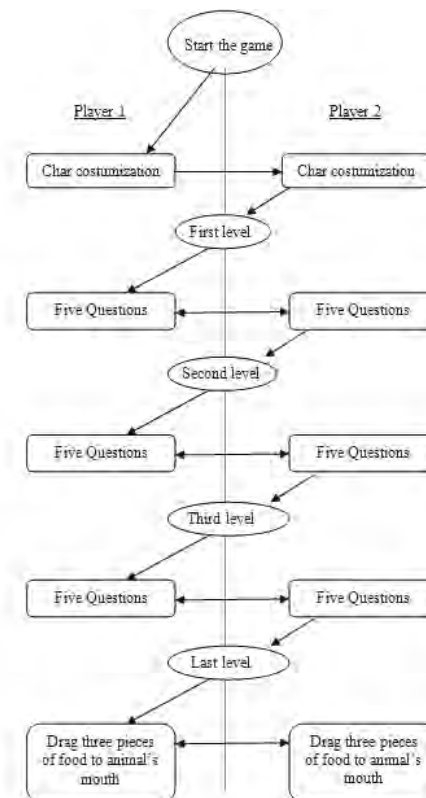 Start the game
Player 1
Player 2
Char costumization
Char costumization
First level
Five Questions
Five Questions
Second level
Five Questions
Five Questions
Third level
Five Questions
Five Questions
Last level
Drag three pieces
of food to animal's
mouth
Drag three pieces
of food to animal's
mouth